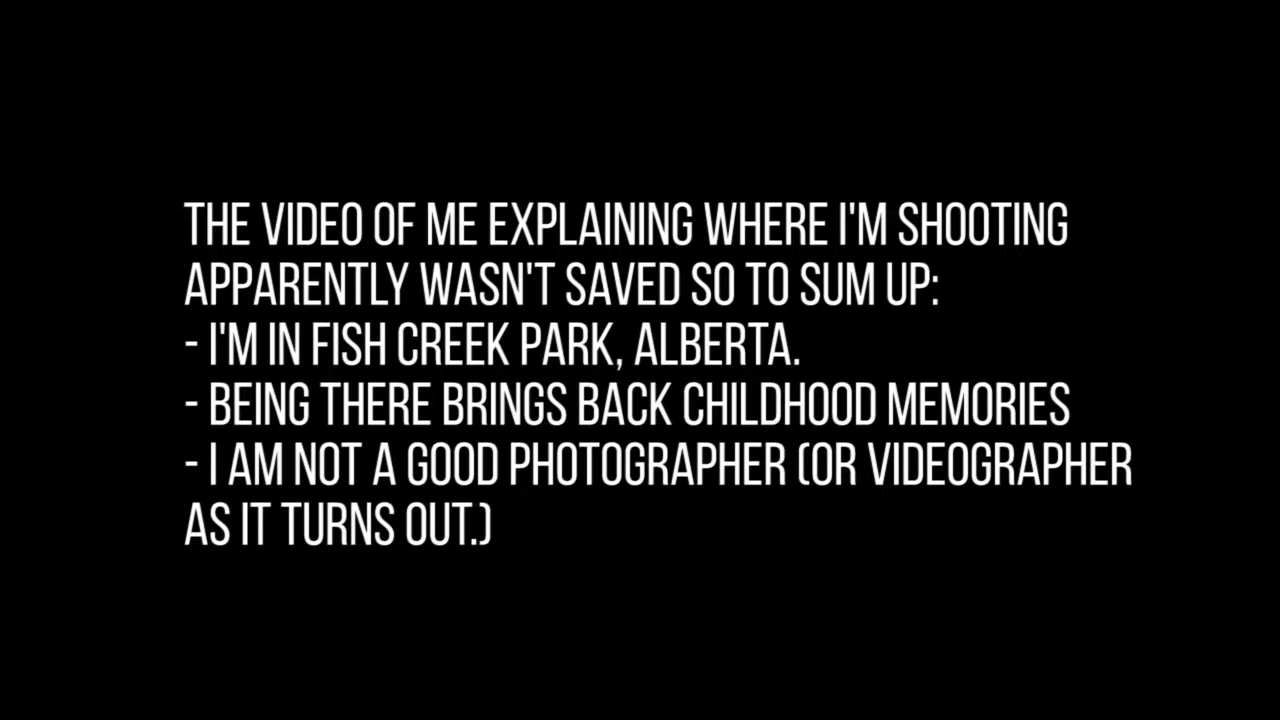 THE VIDEO OF ME EXPLAINING WHERE I'M SHOOTING
APPARENTLY WASN'T SAVED SO TO SUM UP:
- I'M IN FISH CREEK PARK, ALBERTA.
- BEING THERE BRINGS BACK CHILDHOOD MEMORIES
- I AM NOT A GOOD PHOTOGRAPHER (OR VIDEOGRAPHER
AS IT TURNS OUT.)